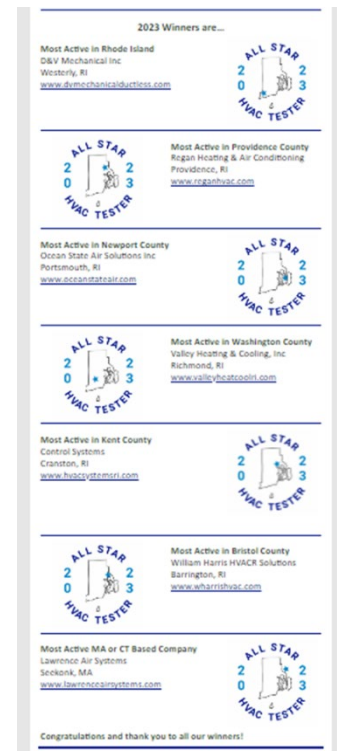 2023 Winners are...
Most Active in Rhode Island
D&V Mechanical Inc
Westerly, RI
www.dvmechanicalductless.com
ALL STAR
2 2
0 3
HVAC TESTER
ALL STAR
2 2
0 3
HVAC TESTER
Most Active in Providence County
Regan Heating & Air Conditioning
Providence, RI
www.reganhvac.com
Most Active in Newport County
Ocean State Air Solutions Inc
Portsmouth, RI
www.oceanstateair.com
ALL STAR
2 2
0 3
HVAC TESTER
ALL STAR
2 2
0 3
HVAC TESTER
Most Active in Washington County
Valley Heating & Cooling, Inc
Richmond, RI
www.valleyheatcoolri.com
Most Active in Kent County
Control Systems
Cranston, RI
www.hvacsystemsri.com
ALL STAR
2 2
0 3
HVAC TESTER
ALL STAR
2 2
0 3
HVAC TESTER
Most Active in Bristol County
William Harris HVACR Solutions
Barrington, RI
www.wharrishvac.com
Most Active MA or CT Based Company
Lawrence Air Systems
Seekonk, MA
www.lawrenceairsystems.com
ALL STAR
2 2
0 3
HVAC TESTER
Congratulations and thank you to all our winners!